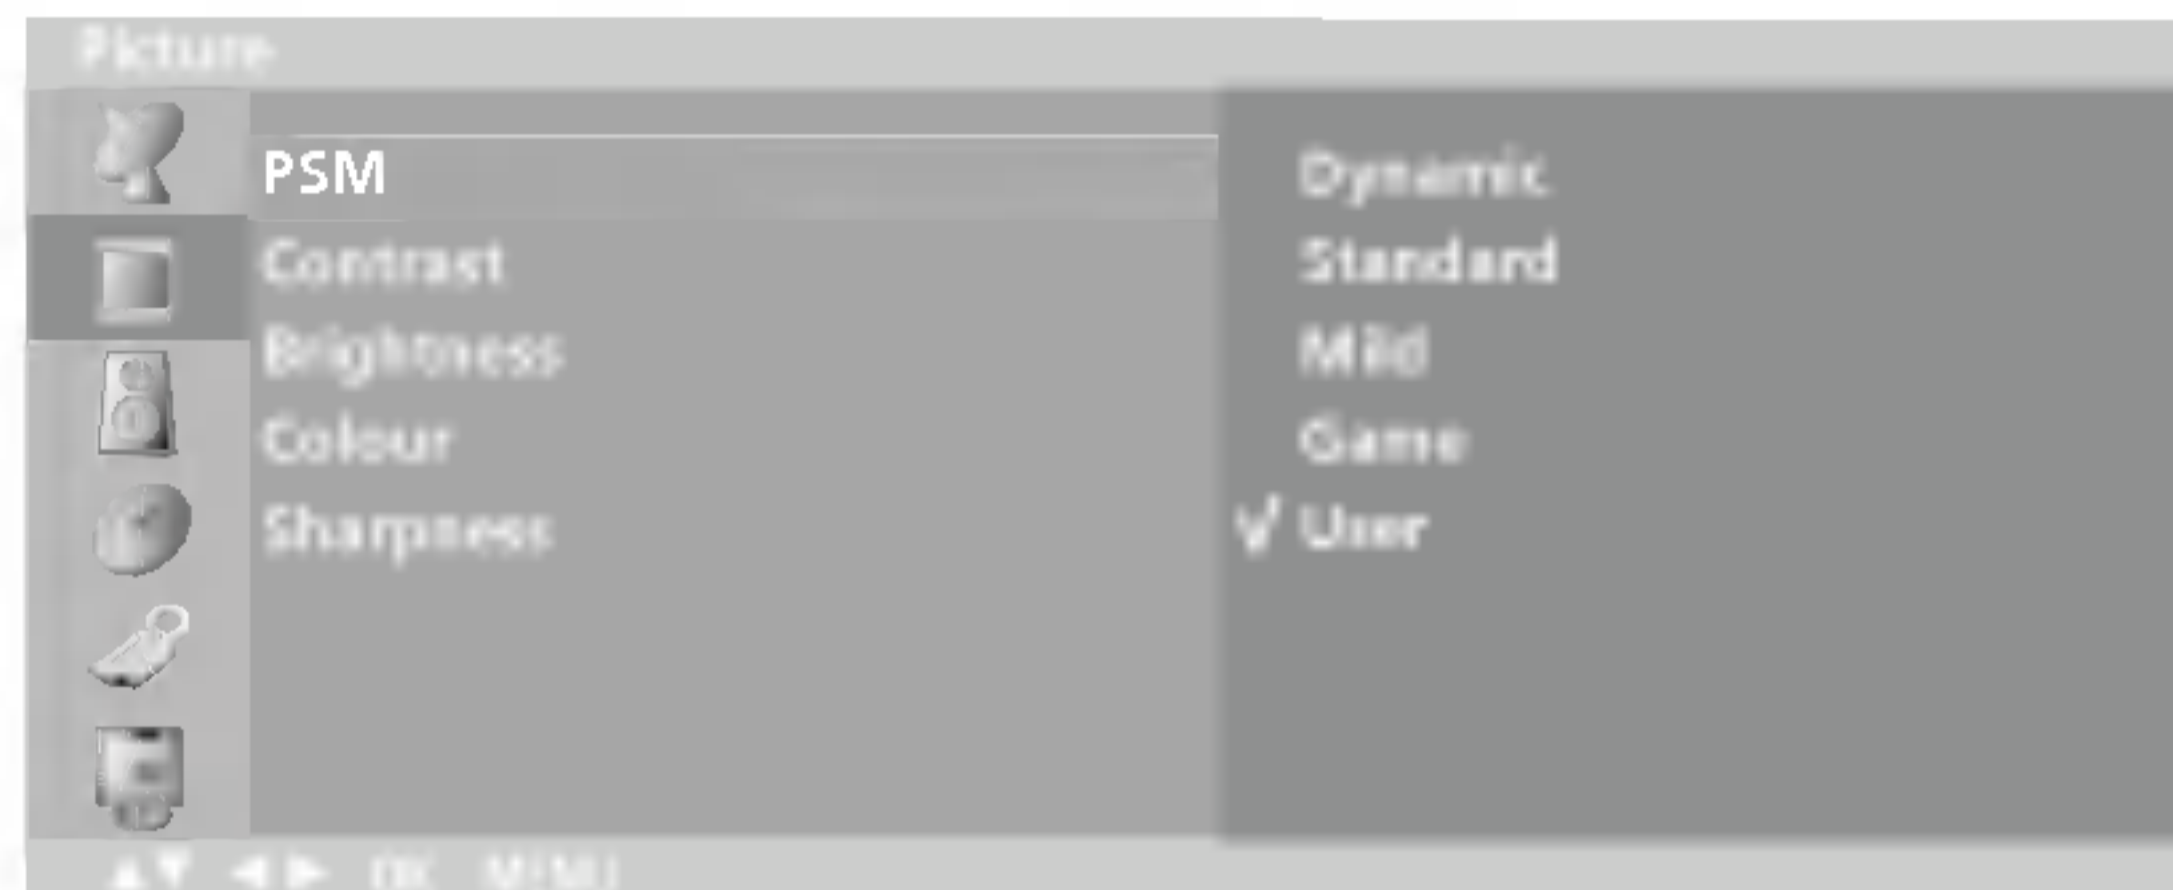 Picture
PSM
Contrast
Brightness
Colour
Sharpness
Dynamic
Standard
Mild
Game
√ User
▲▼ ◀▶ OK MENU